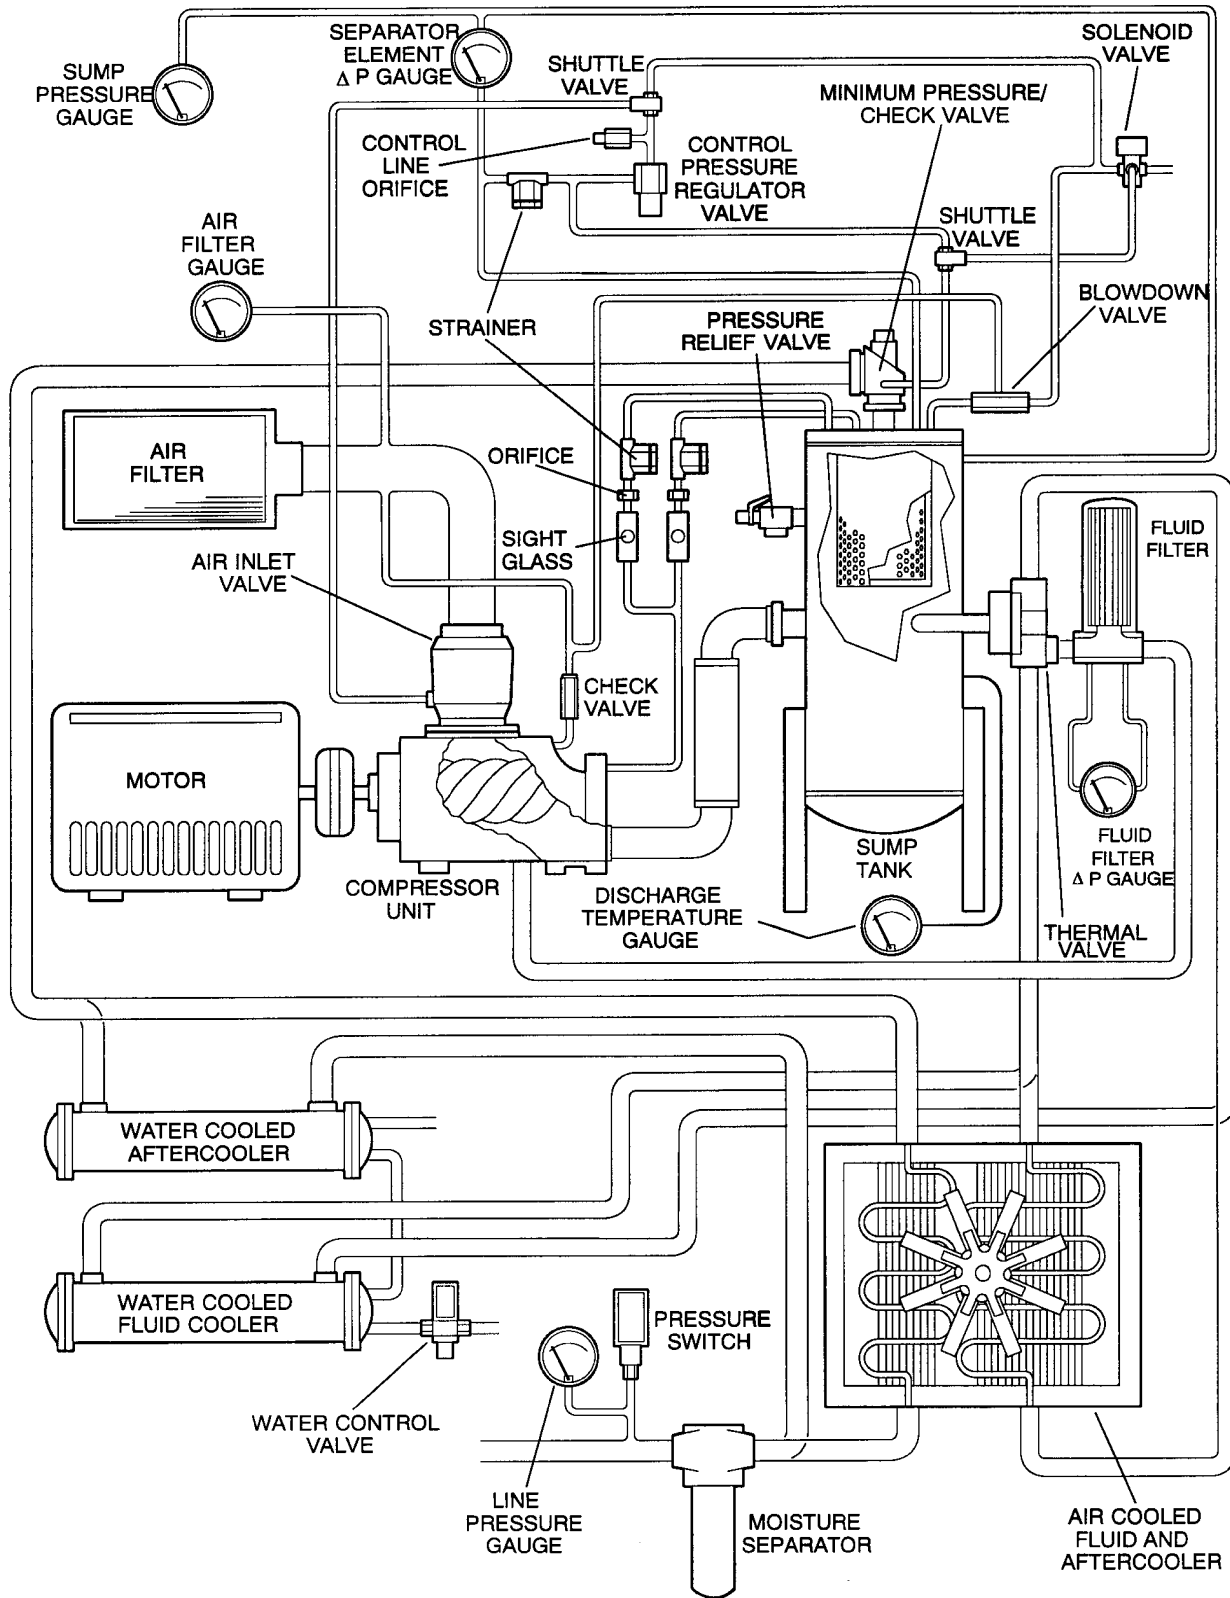 SUMP
PRESSURE
GAUGE
SEPARATOR
ELEMENT
Δ P GAUGE
SHUTTLE
VALVE
SOLENOID
VALVE
MINIMUM PRESSURE/
CHECK VALVE
CONTROL
LINE
ORIFICE
CONTROL
PRESSURE
REGULATOR
VALVE
AIR
FILTER
GAUGE
SHUTTLE
VALVE
STRAINER
PRESSURE
RELIEF VALVE
BLOWDOWN
VALVE
AIR
FILTER
ORIFICE
SIGHT
GLASS
FLUID
FILTER
AIR INLET
VALVE
CHECK
VALVE
MOTOR
COMPRESSOR
UNIT
SUMP
TANK
FLUID
FILTER
Δ P GAUGE
DISCHARGE
TEMPERATURE
GAUGE
THERMAL
VALVE
WATER COOLED
AFTERCOOLER
WATER COOLED
FLUID COOLER
PRESSURE
SWITCH
WATER CONTROL
VALVE
LINE
PRESSURE
GAUGE
MOISTURE
SEPARATOR
AIR COOLED
FLUID AND
AFTERCOOLER